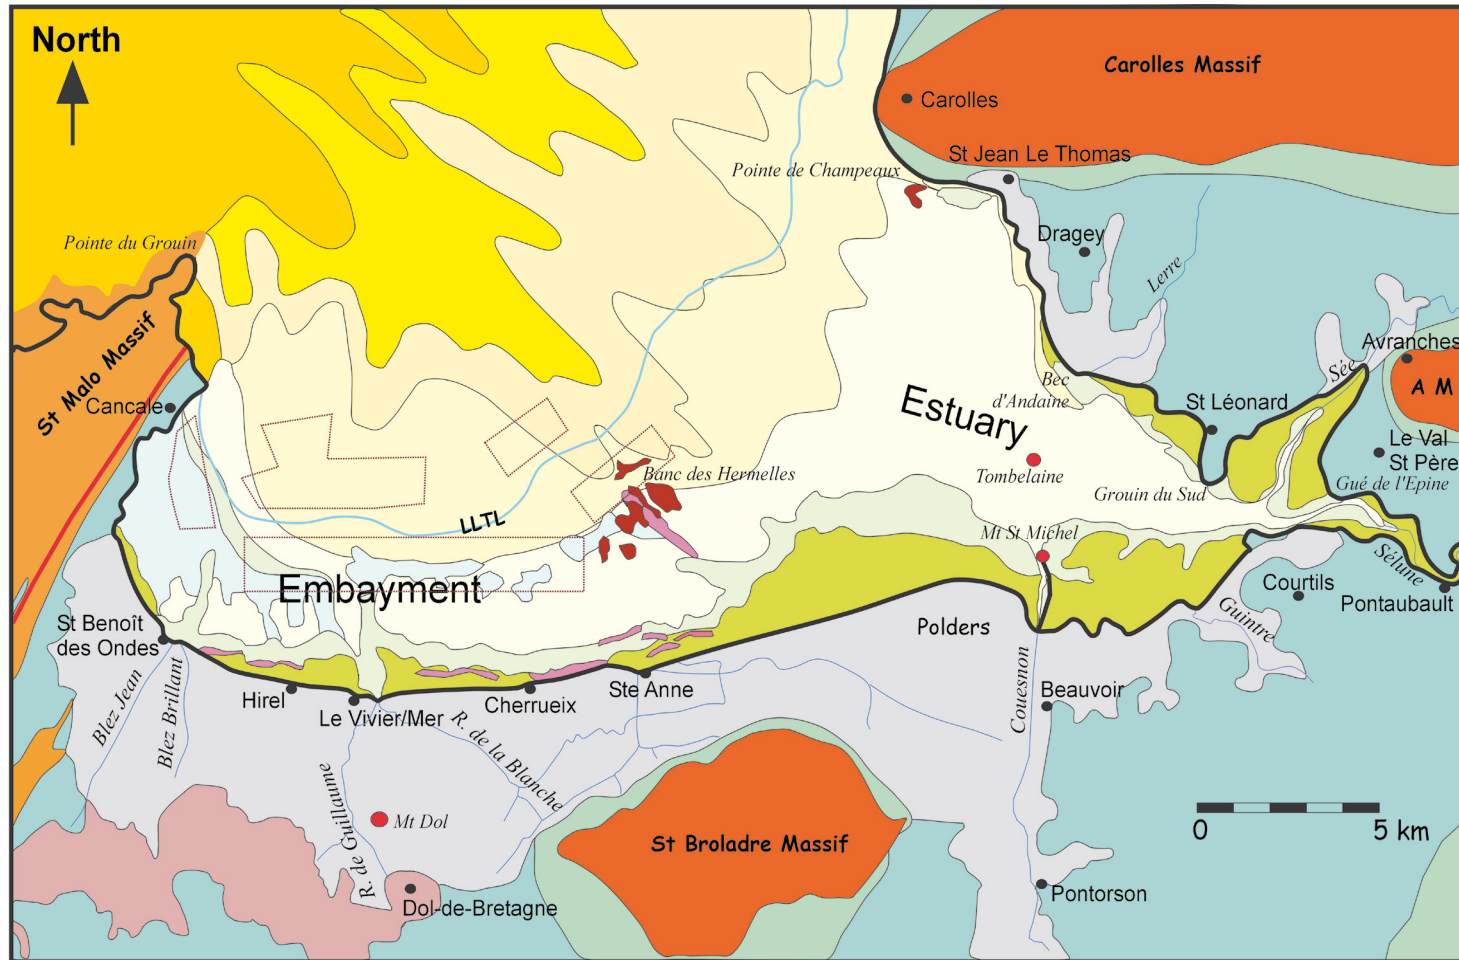 North
Carolles Massif
Carolles
St Jean Le Thomas
Pointe de Champeaux
Dragey
Pointe du Grouin
Lerre
St Malo Massif
Cancale
Avranches
A M
Sée
Bec
d'Andaine
Estuary
St Léonard
Le Val
St Père
Gué de l'Epine
Tombelaine
Grouin du Sud
Banc des Hermelles
LLTL
Mt St Michel
Sélune
Embayment
Courtils
Pontaubault
Guintre
St Benoît
des Ondes
Polders
Blez Jean
Blez Brillant
Hirel
Le Vivier/Mer
Cherrueix
Ste Anne
Couesnon
Beauvoir
R. de la Blanche
R. de Guillaume
Mt Dol
St Broladre Massif
0
5 km
Dol-de-Bretagne
Pontorson